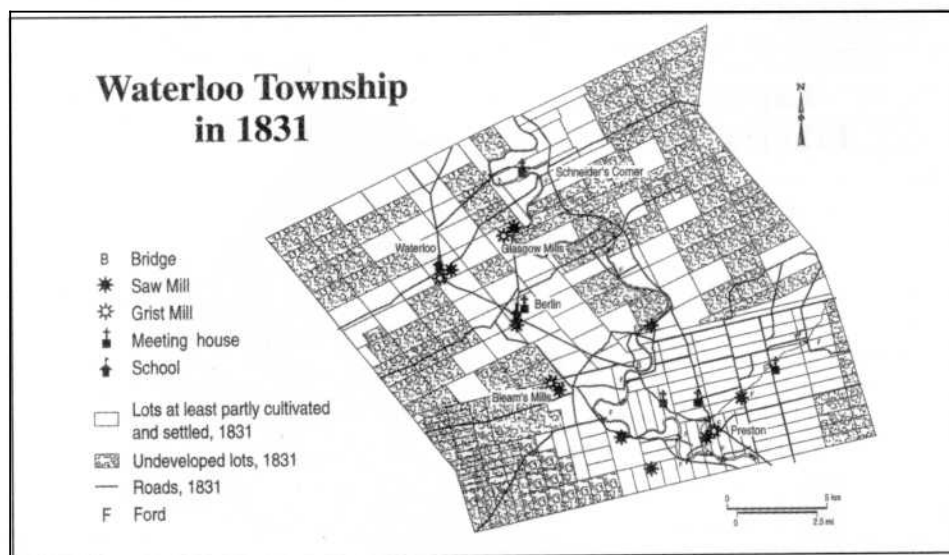 Waterloo Township
in 1831
N
Schneider's Corner
Waterloo
Glasgow Mills
Berlin
Bleam's Mills
Preston
B Bridge
Saw Mill
Grist Mill
Meeting house
School
Lots at least partly cultivated
and settled, 1831
Undeveloped lots, 1831
Roads, 1831
F Ford
0 5 km
0 2.5 mi